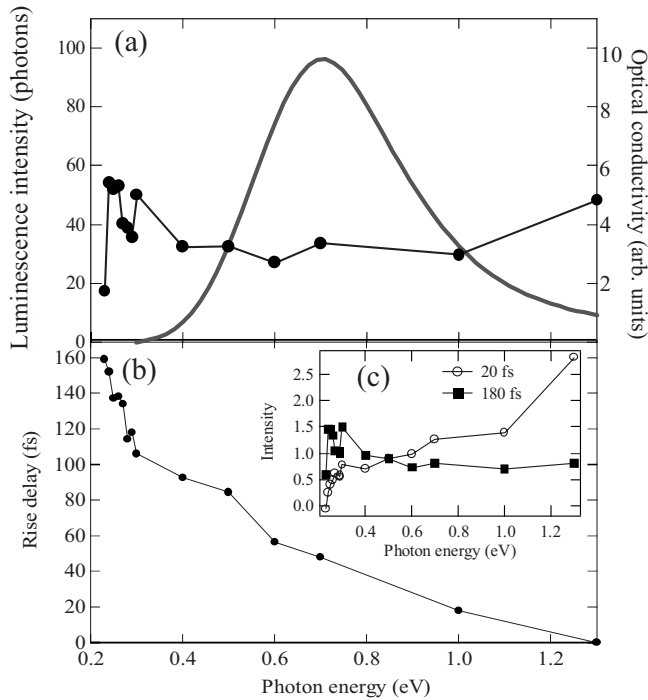 (a)
Luminescence intensity (photons)
100
80
60
40
20
0
Optical conductivity (arb. units)
10
8
6
4
2
(b)
Rise delay (fs)
160
140
120
100
80
60
40
20
0
(c)
20 fs
180 fs
Intensity
2.5
2.0
1.5
1.0
0.5
0.0
0.4 0.6 0.8 1.0 1.2
Photon energy (eV)
0.2 0.4 0.6 0.8 1.0 1.2
Photon energy (eV)